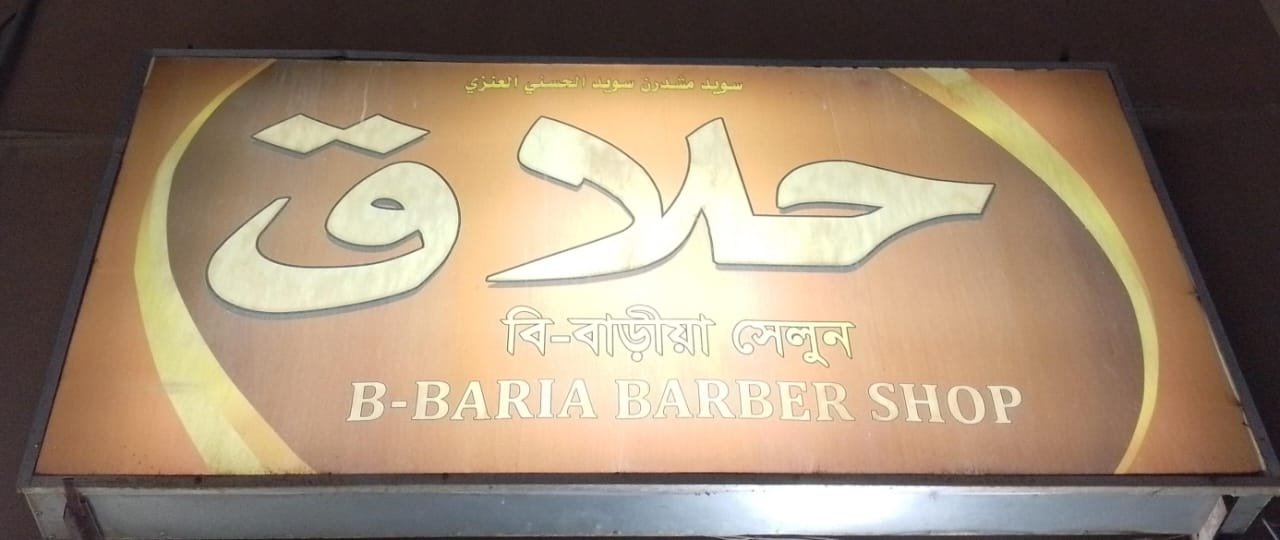 سويد مشدرن سويد الحسني العنزي
حلاق
বি-বাড়ীয়া সেলুন
B-BARIA BARBER SHOP